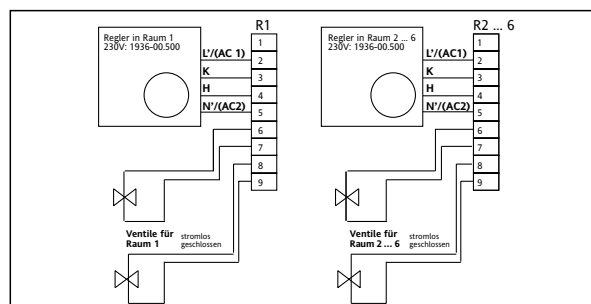 R1
Regler in Raum 1
230V: 1936-00.500
L'/(AC 1)
K
H
N'/(AC2)
1
2
3
4
5
6
7
8
9
Ventile für
Raum 1
stromlos
geschlossen
R2 ... 6
Regler in Raum 2 ... 6
230V: 1936-00.500
L'/(AC1)
K
H
N'/(AC2)
1
2
3
4
5
6
7
8
9
Ventile für
Raum 2 ... 6
stromlos
geschlossen